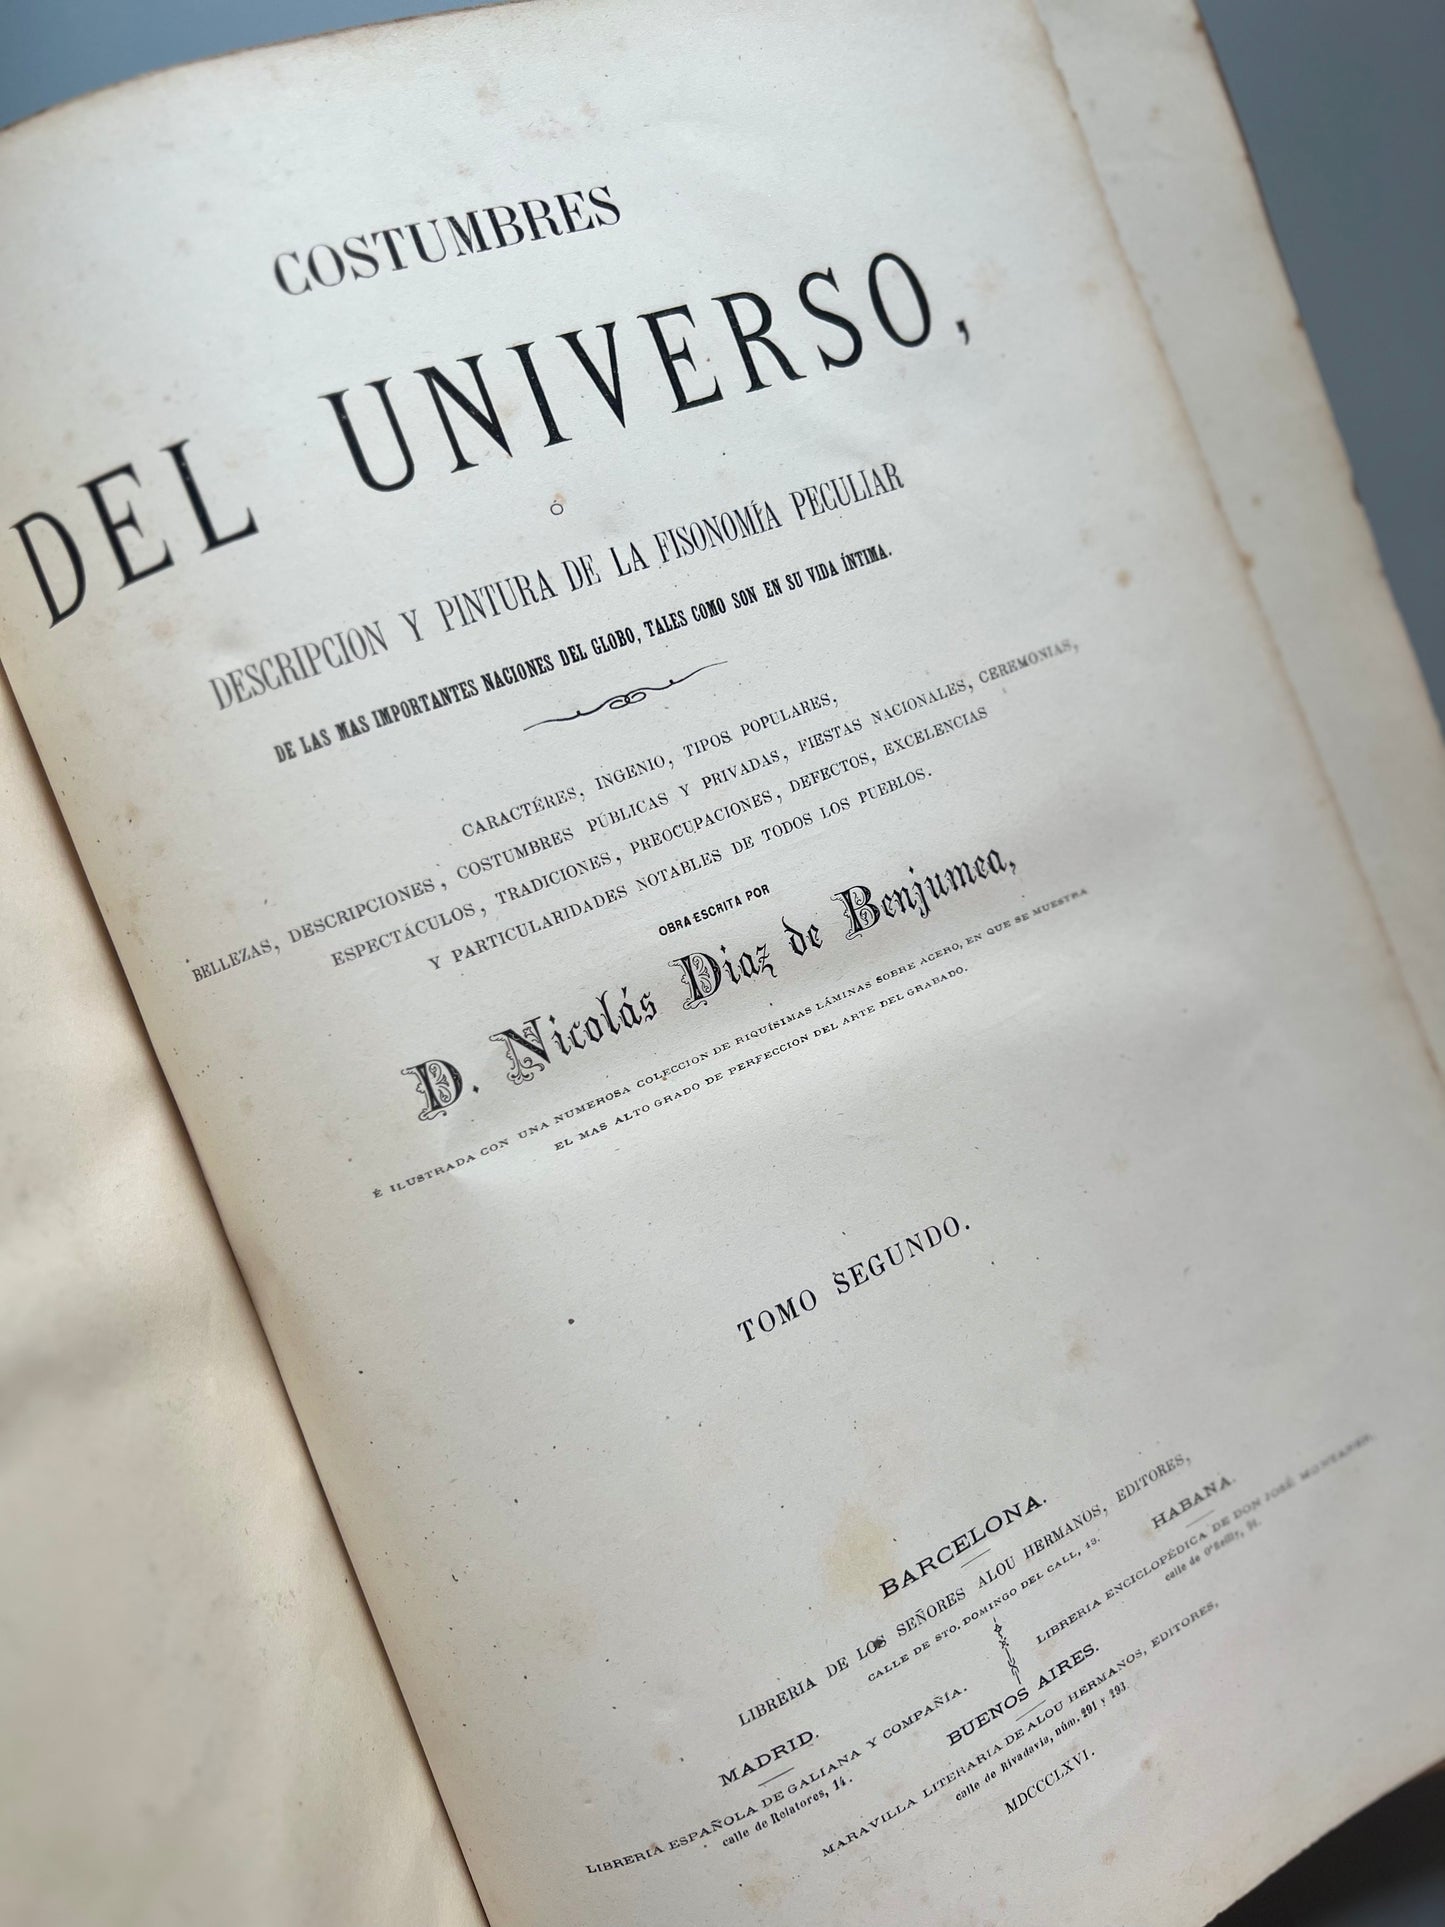 COSTUMBRES
DEL UNIVERSO,
Ó
DESCRIPCION Y PINTURA DE LA FISONOMÍA PECULIAR
DE LAS MAS IMPORTANTES NACIONES DEL GLOBO, TALES COMO SON EN SU VIDA ÍNTIMA.
CARACTÉRES, INGENIO, TIPOS POPULARES,
BELLEZAS, DESCRIPCIONES, COSTUMBRES PÚBLICAS Y PRIVADAS, FIESTAS NACIONALES, CEREMONIAS,
ESPECTÁCULOS, TRADICIONES, PREOCUPACIONES, DEFECTOS, EXCELENCIAS
Y PARTICULARIDADES NOTABLES DE TODOS LOS PUEBLOS.
OBRA ESCRITA POR
D. Nicolás Diaz de Benjumea,
É ILUSTRADA CON UNA NUMEROSA COLECCION DE RIQUÍSIMAS LÁMINAS SOBRE ACERO, EN QUE SE MUESTRA
EL MAS ALTO GRADO DE PERFECCION DEL ARTE DEL GRABADO.
TOMO SEGUNDO.
BARCELONA.
LIBRERIA DE LOS SEÑORES ALOU HERMANOS, EDITORES,
CALLE DE STO. DOMINGO DEL CALL, 13.
MADRID.
LIBRERIA ESPAÑOLA DE GALIANA Y COMPAÑÍA.
calle de Relatores, 14.
HABANA.
LIBRERIA ENCICLOPÉDICA DE DON JOSÉ
calle de O'Reilly,
BUENOS AIRES.
MARAVILLA LITERARIA DE ALOU HERMANOS, EDITORES,
calle de Rivadavia, núm. 291 y 293.
MDCCCLXVI.